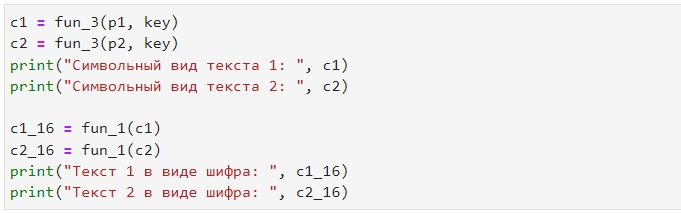 c1 = fun_3(p1, key)
c2 = fun_3(p2, key)
print("Символьный вид текста 1: ", c1)
print("Символьный вид текста 2: ", c2)
c1_16 = fun_1(c1)
c2_16 = fun_1(c2)
print("Текст 1 в виде шифра: ", c1_16)
print("Текст 2 в виде шифра: ", c2_16)